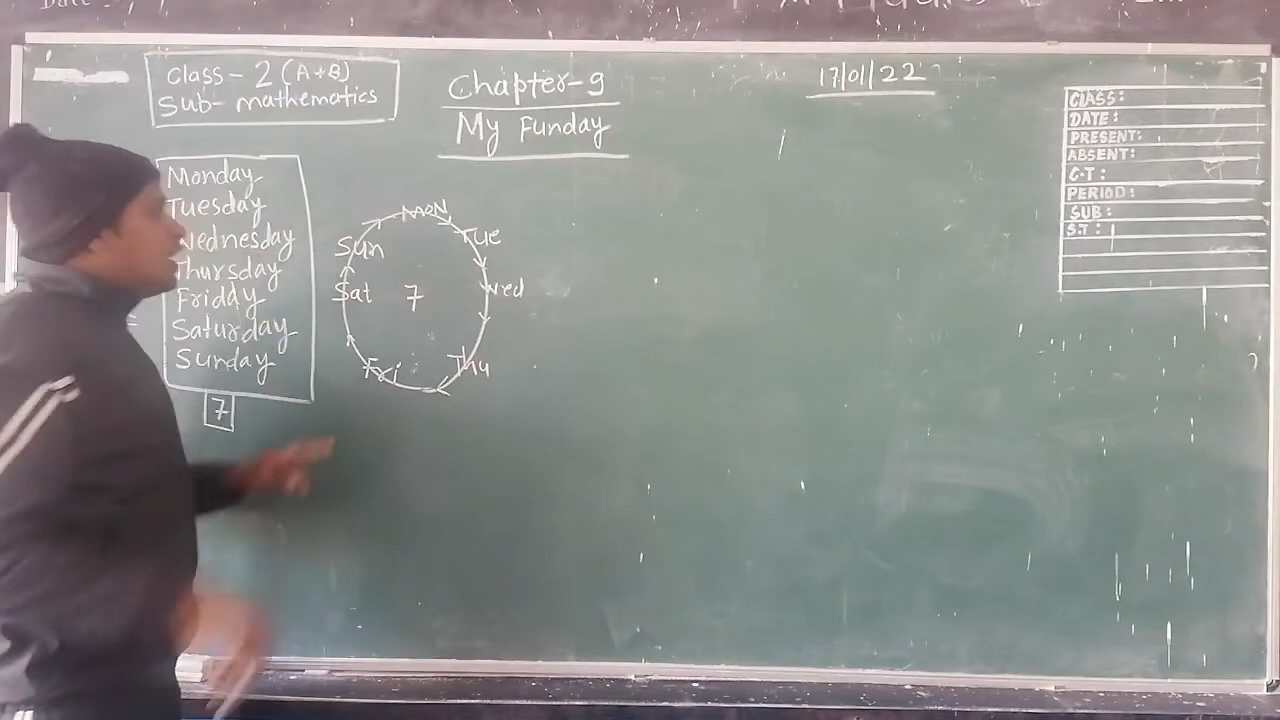 Class- 2 (A+B)
Sub- mathematics
Chapter-9
My Funday
17/01/22
Monday
Tuesday
Wednesday
Thursday
Friday
Saturday
Sunday
7
Mon
Tue
Wed
Thu
Fri
Sat
Sun
7
CLASS:
DATE:
PRESENT:
ABSENT:
C.T:
PERIOD:
SUB:
S.T: